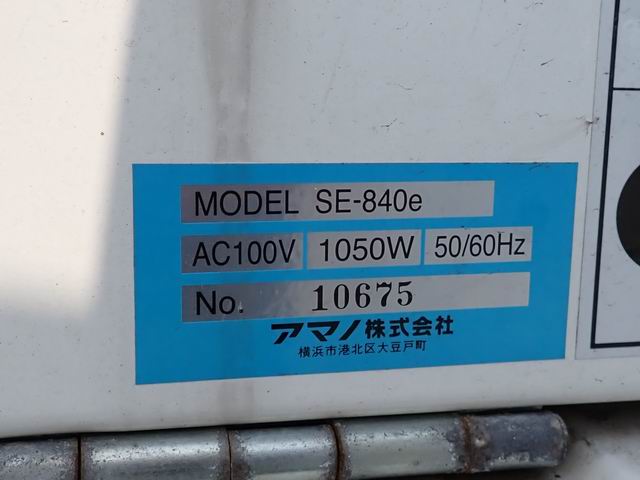 MODEL SE-840e
AC100V 1050W 50/60Hz
No. 10675
アマノ株式会社
横浜市港北区大豆戸町